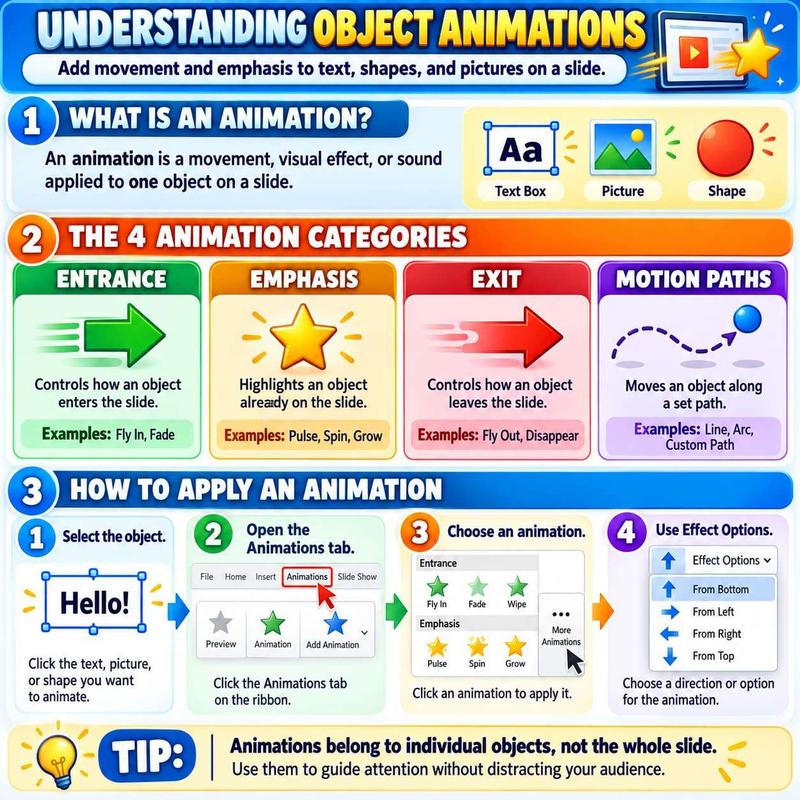 UNDERSTANDING OBJECT ANIMATIONS
Add movement and emphasis to text, shapes, and pictures on a slide.
1 WHAT IS AN ANIMATION?
An animation is a movement, visual effect, or sound
applied to one object on a slide.
Aa
Text Box
Picture
Shape
2 THE 4 ANIMATION CATEGORIES
ENTRANCE
Controls how an object
enters the slide.
Examples: Fly In, Fade
EMPHASIS
Highlights an object
already on the slide.
Examples: Pulse, Spin, Grow
EXIT
Controls how an object
leaves the slide.
Examples: Fly Out, Disappear
MOTION PATHS
Moves an object along
a set path.
Examples: Line, Arc,
Custom Path
3 HOW TO APPLY AN ANIMATION
1 Select the object.
Hello!
Click the text, picture,
or shape you want
to animate.
2 Open the
Animations tab.
File Home Insert Animations Slide Show
Preview Animation Add Animation
Click the Animations tab
on the ribbon.
3 Choose an animation.
Entrance
Fly In Fade Wipe
Emphasis
Pulse Spin Grow
More
Animations
Click an animation to apply it.
4 Use Effect Options.
Effect Options
From Bottom
From Left
From Right
From Top
Choose a direction or option
for the animation.
TIP:
Animations belong to individual objects, not the whole slide.
Use them to guide attention without distracting your audience.